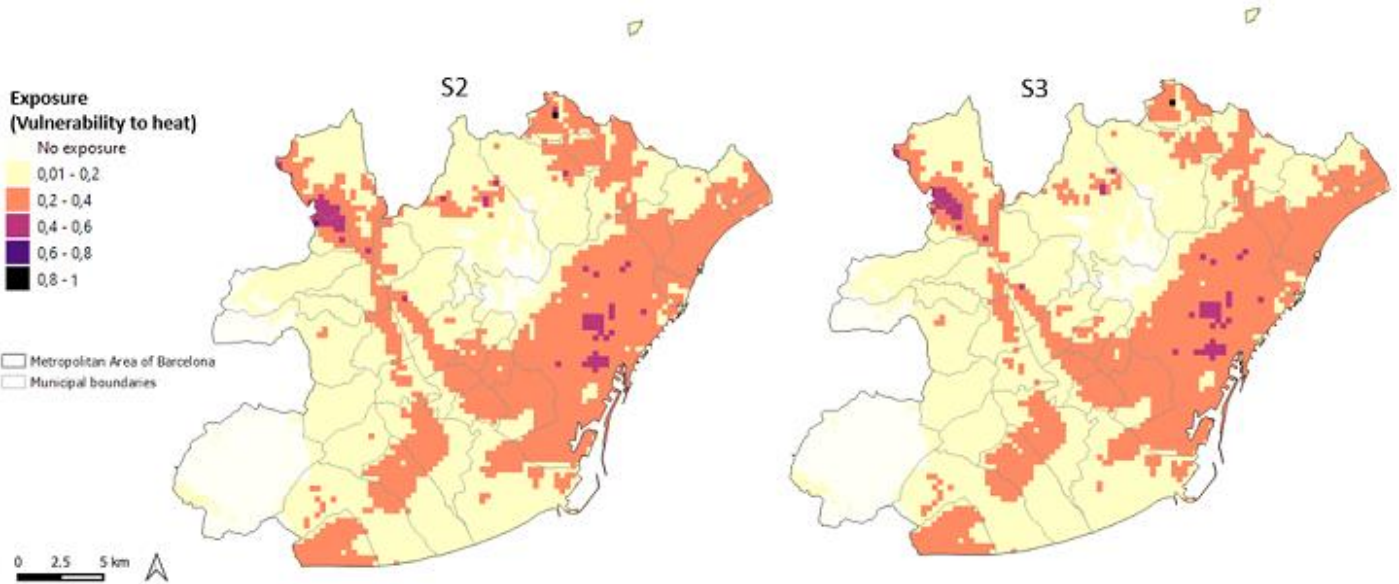 S2
S3
Exposure
(Vulnerability to heat)
No exposure
0,01 - 0,2
0,2 - 0,4
0,4 - 0,6
0,6 - 0,8
0,8 - 1
Metropolitan Area of Barcelona
Municipal boundaries
0 2.5 5 km